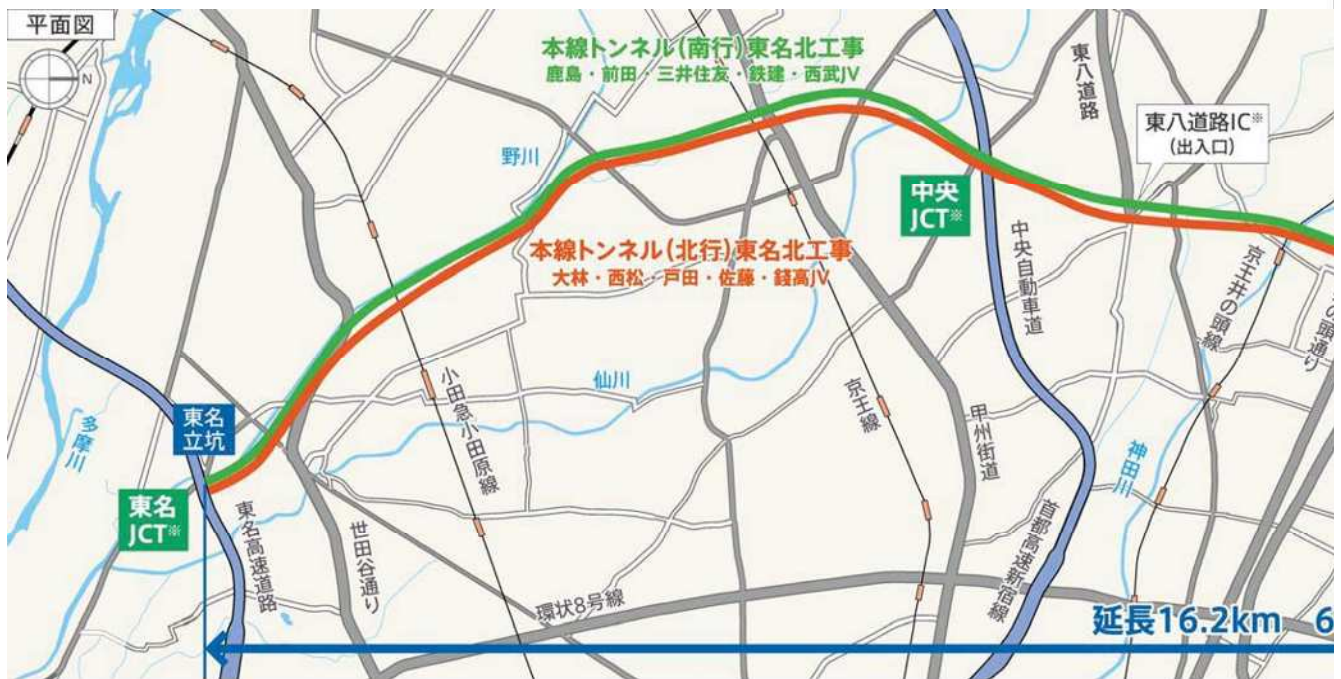 平面図
N
本線トンネル(南行)東名北工事
鹿島・前田・三井住友・鉄建・西武JV
東八道路
東八道路IC※
(出入口)
野川
中央
JCT※
本線トンネル(北行)東名北工事
大林・西松・戸田・佐藤・錢高JV
中央自動車道
京王井の頭線
の頭通り
小田急小田原線
仙川
京王線
甲州街道
多摩川
東名
立坑
神田川
東名
JCT※
東名高速道路
世田谷通り
首都高速新宿線
環状8号線
延長16.2km 6